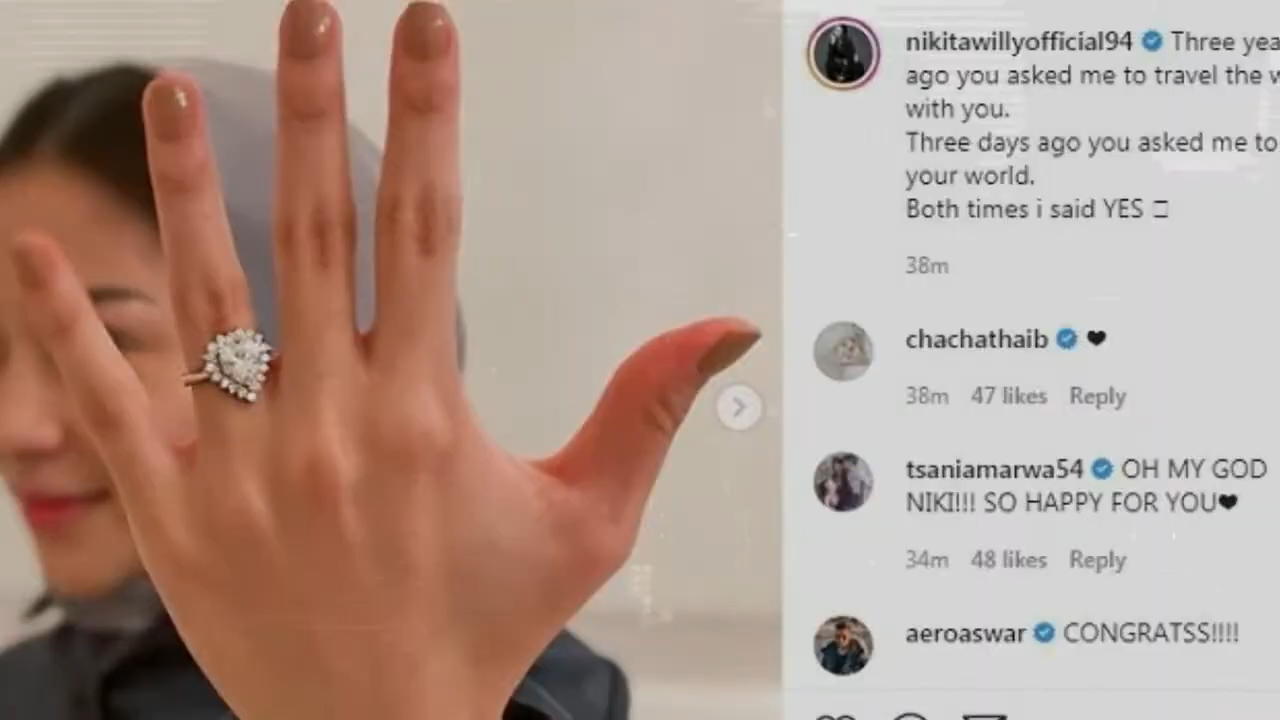 nikitawillyofficial94 Three yea
ago you asked me to travel the w
with you.
Three days ago you asked me to
your world.
Both times i said YES
38m
chachathaib
38m 47 likes Reply
tsaniamarwa54 OH MY GOD
NIKI!!! SO HAPPY FOR YOU
34m 48 likes Reply
aeroaswar CONGRATSS!!!!